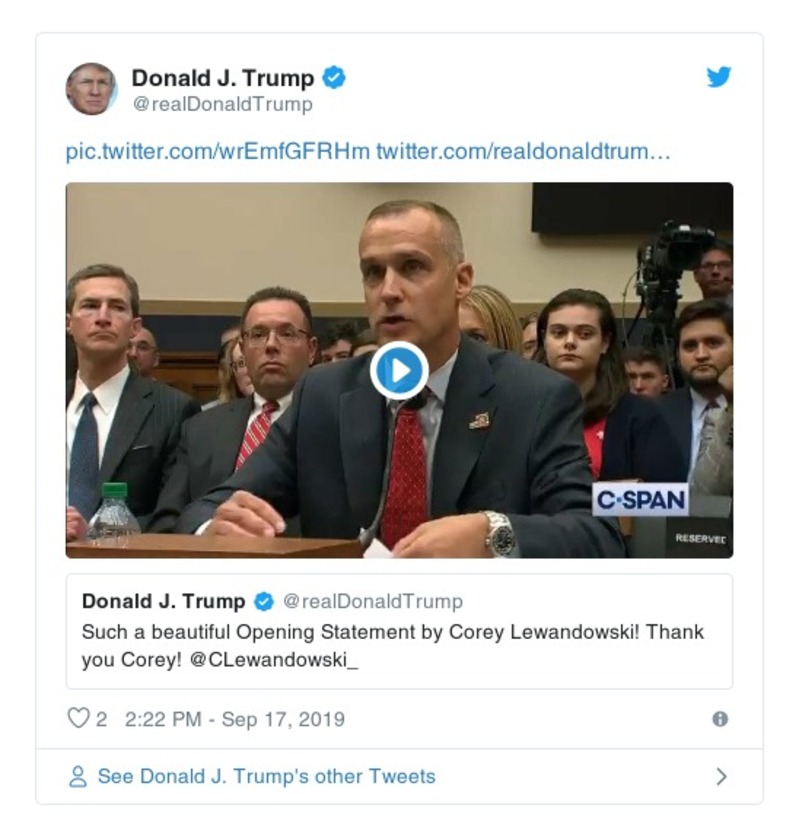 Donald J. Trump
@realDonaldTrump
pic.twitter.com/wrEmfGFRHm twitter.com/realdonaldtrum…
C-SPAN
RESERVED
Donald J. Trump @realDonaldTrump
Such a beautiful Opening Statement by Corey Lewandowski! Thank
you Corey! @CLewandowski_
2 2:22 PM - Sep 17, 2019
See Donald J. Trump's other Tweets